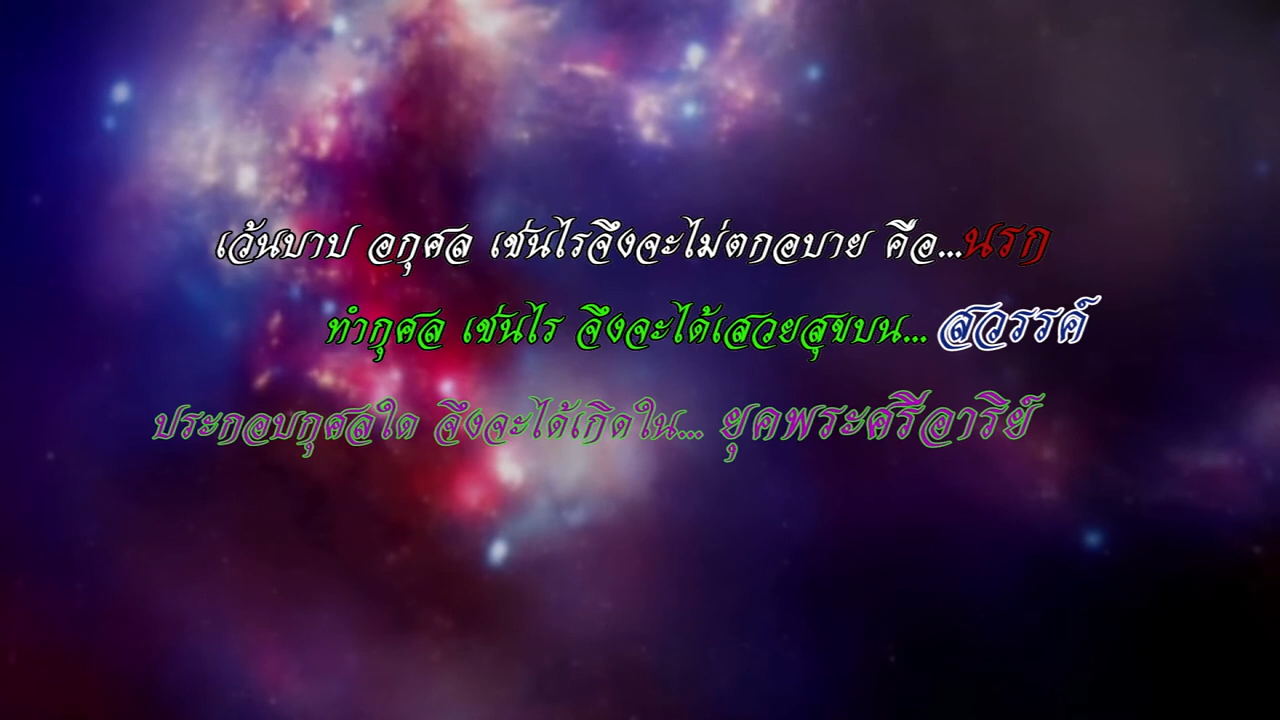 เว้นบาป อกุศล เช่นไรจึงจะไม่ตกอบาย คือ...นรก
ทำกุศล เช่นไร จึงจะได้เสวยสุขบน... สวรรค์
ประกอบกุศลใด จึงจะได้เกิดใน... ยุคพระศรีอาริย์